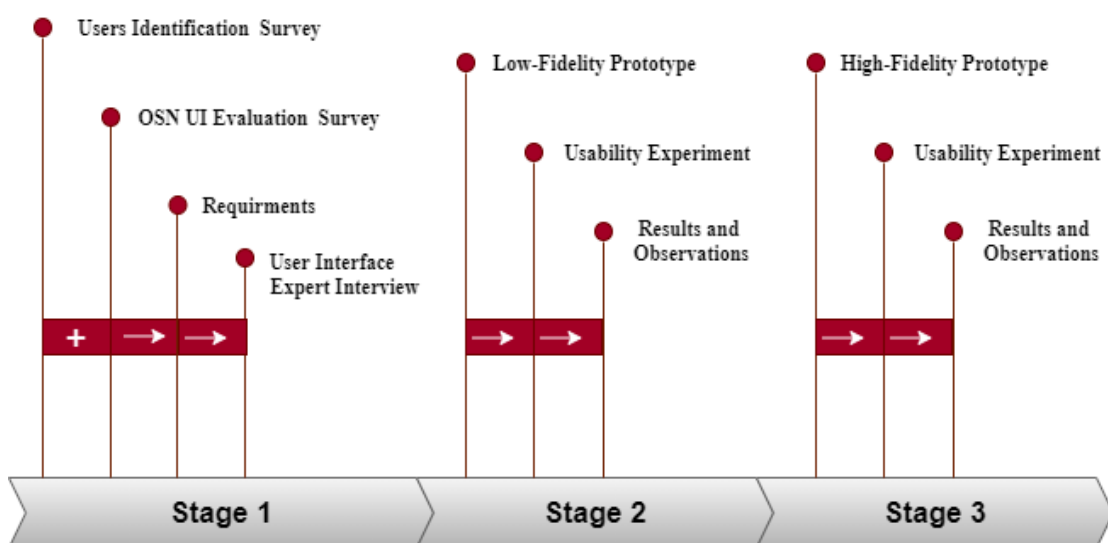 Users Identification Survey
OSN UI Evaluation Survey
Requirments
User Interface
Expert Interview
+
Low-Fidelity Prototype
Usability Experiment
Results and
Observations
High-Fidelity Prototype
Usability Experiment
Results and
Observations
Stage 1
Stage 2
Stage 3